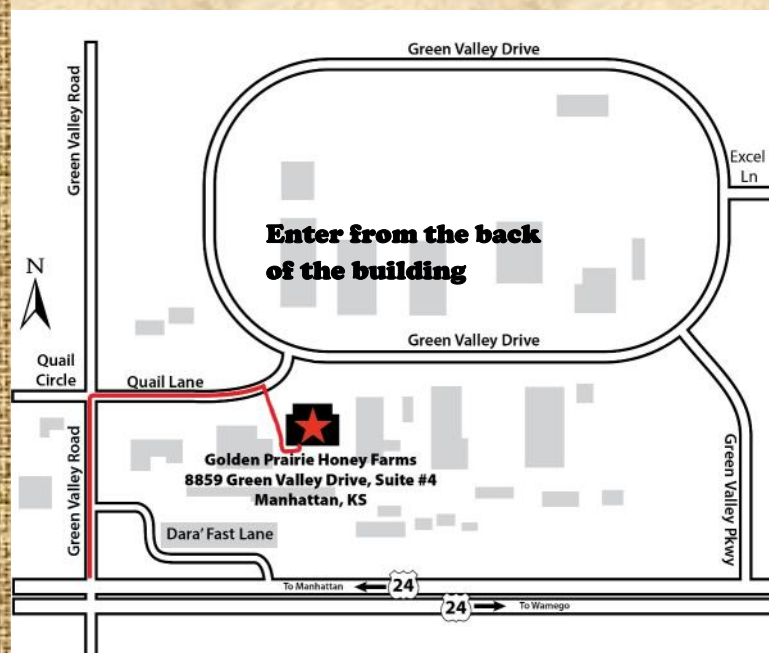 Green Valley Drive
Green Valley Road
Excel
Ln
Enter from the back
of the building
N
Green Valley Drive
Quail
Circle
Quail Lane
Golden Prairie Honey Farms
8859 Green Valley Drive, Suite #4
Manhattan, KS
Green Valley Road
Green Valley Pkwy
Dara' Fast Lane
To Manhattan
24
24
To Wamego